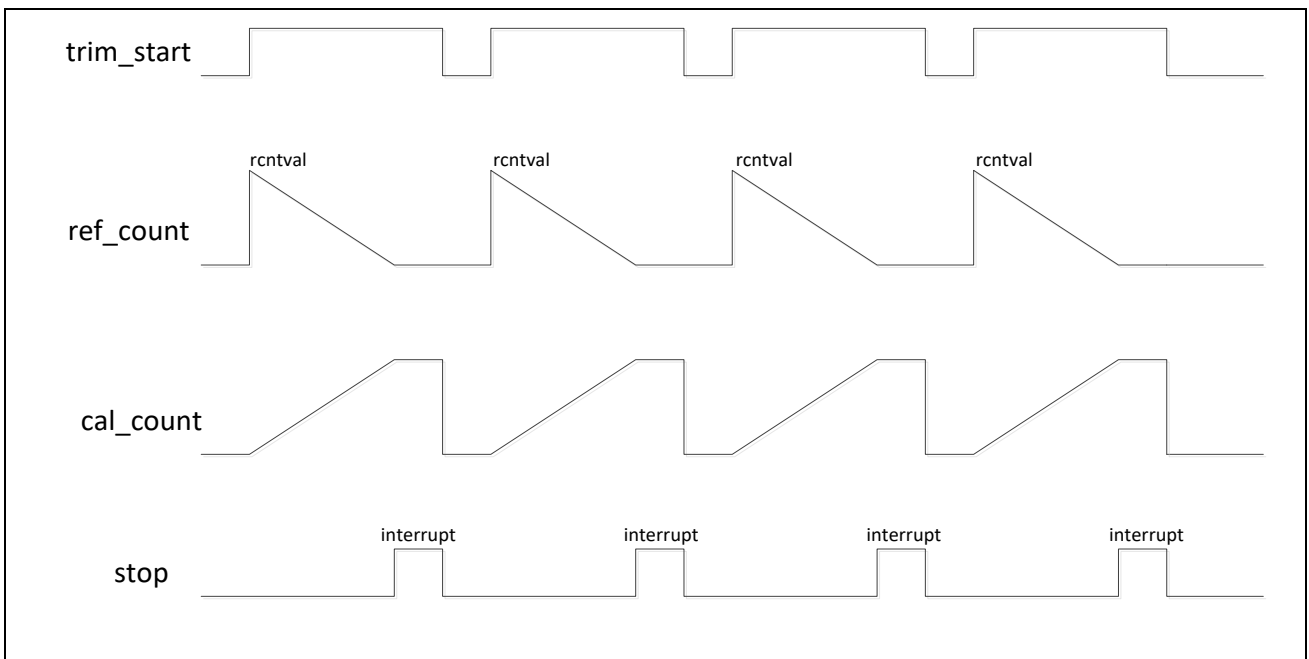 trim_start
rcntval rcntval rcntval rcntval
ref_count
cal_count
interrupt interrupt interrupt interrupt
stop